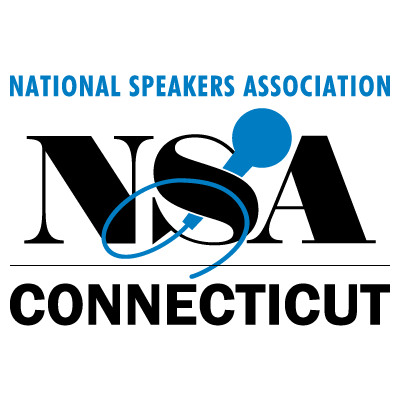 NATIONAL SPEAKERS ASSOCIATION
NSA
CONNECTICUT